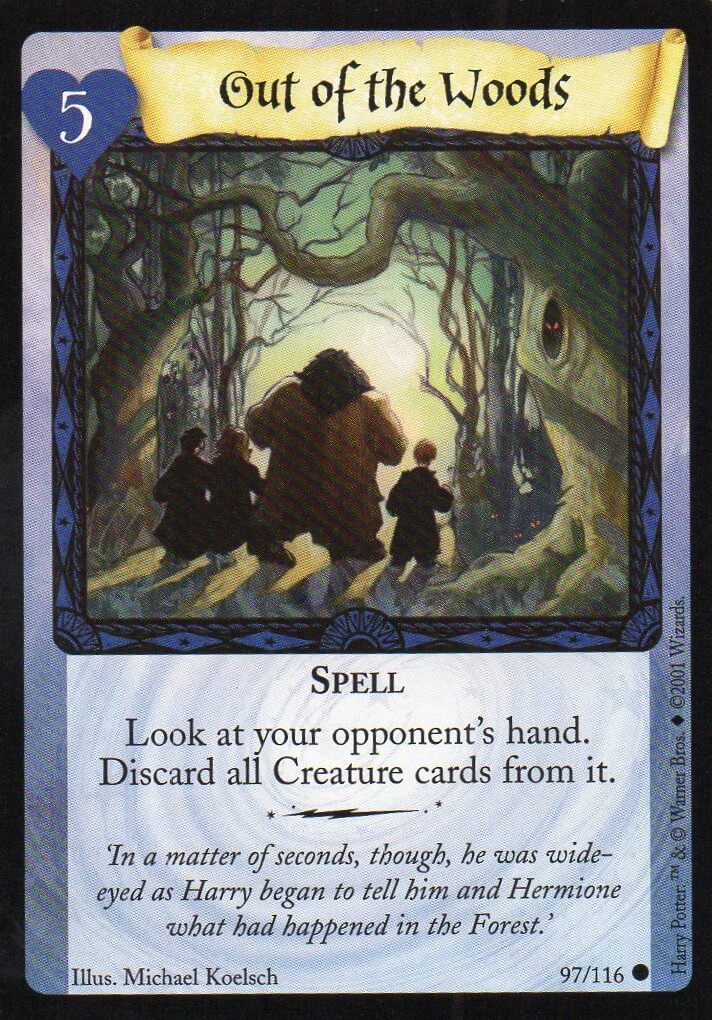 5
Out of the Woods
SPELL
Look at your opponent's hand.
Discard all Creature cards from it.
'In a matter of seconds, though, he was wide-
eyed as Harry began to tell him and Hermione
what had happened in the Forest.'
Illus. Michael Koelsch
97/116 ●
Harry Potter, ™ & © Warner Bros. ◆ ©2001 Wizards.